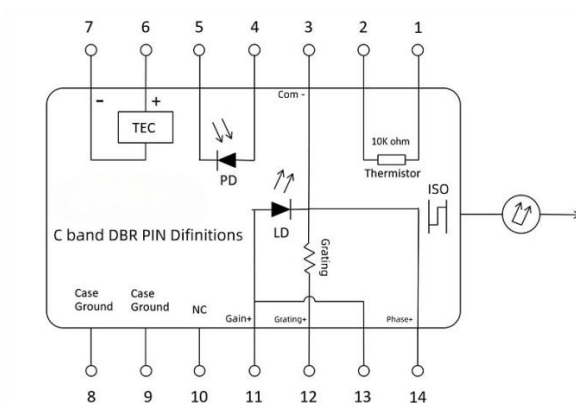 7 6 5 4 3 2 1
- +
Com -
TEC
10K ohm
Thermistor
PD
ISO
LD
C band DBR PIN Difinitions
Grating
Case
Ground
Case
Ground
NC
Gain+
Grating+
Phase+
8 9 10 11 12 13 14